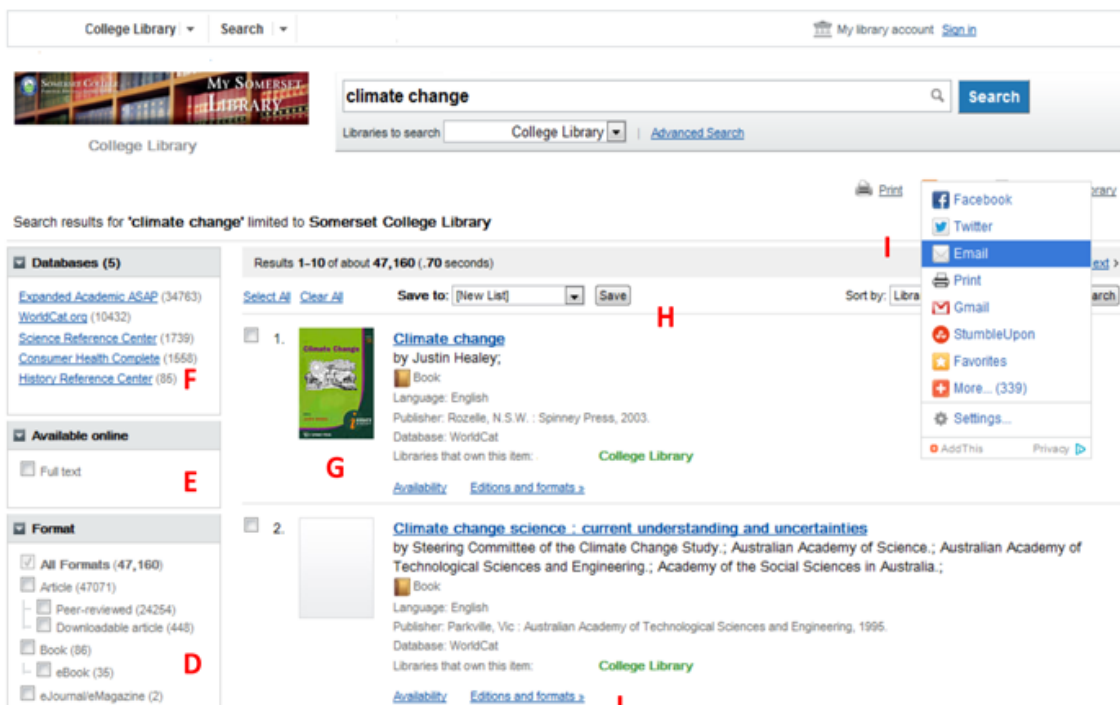 College Library Search
My library account Sign in
SOMERSET COLLEGE
MY SOMERSET
LIBRARY
College Library
climate change Search
Libraries to search College Library | Advanced Search
Print
Search results for 'climate change' limited to Somerset College Library
Facebook
Twitter
Email
Print
Gmail
StumbleUpon
Favorites
More... (339)
Settings...
AddThis Privacy
I
Databases (5)
Expanded Academic ASAP (34763)
WorldCat.org (10432)
Science Reference Center (1739)
Consumer Health Complete (1558)
History Reference Center (85)
F
Available online
Full text
E
Format
All Formats (47,160)
Article (47071)
Peer-reviewed (24254)
Downloadable article (448)
Book (86)
eBook (35)
eJournal/eMagazine (2)
D
Results 1-10 of about 47,160 (.70 seconds)
Select All Clear All Save to: [New List] Save Sort by:
H
1.
Climate Change
Climate change
by Justin Healey;
Book
Language: English
Publisher: Rozelle, N.S.W. : Spinney Press, 2003.
Database: WorldCat
Libraries that own this item: College Library
G
Availability Editions and formats »
2.
Climate change science : current understanding and uncertainties
by Steering Committee of the Climate Change Study.; Australian Academy of Science.; Australian Academy of
Technological Sciences and Engineering.; Academy of the Social Sciences in Australia.;
Book
Language: English
Publisher: Parkville, Vic : Australian Academy of Technological Sciences and Engineering, 1995.
Database: WorldCat
Libraries that own this item: College Library
Availability Editions and formats »